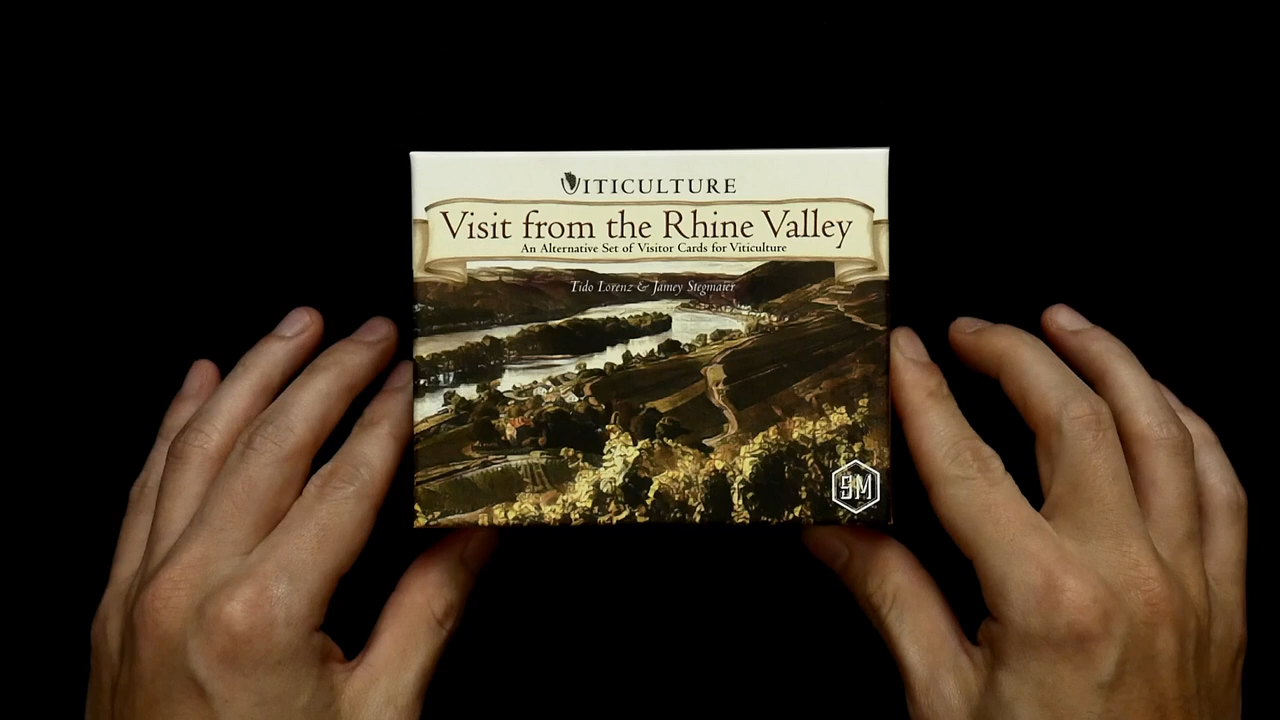 VITICULTURE
Visit from the Rhine Valley
An Alternative Set of Visitor Cards for Viticulture
Tido Lorenz & Jamey Stegmaier
SM